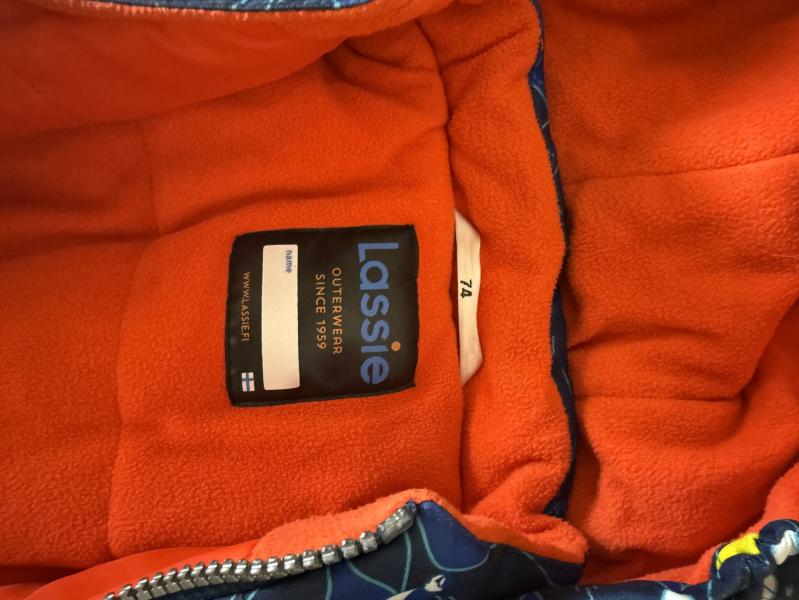 Lassie
OUTERWEAR
SINCE 1959
name
WWW.LASSIE.FI
74